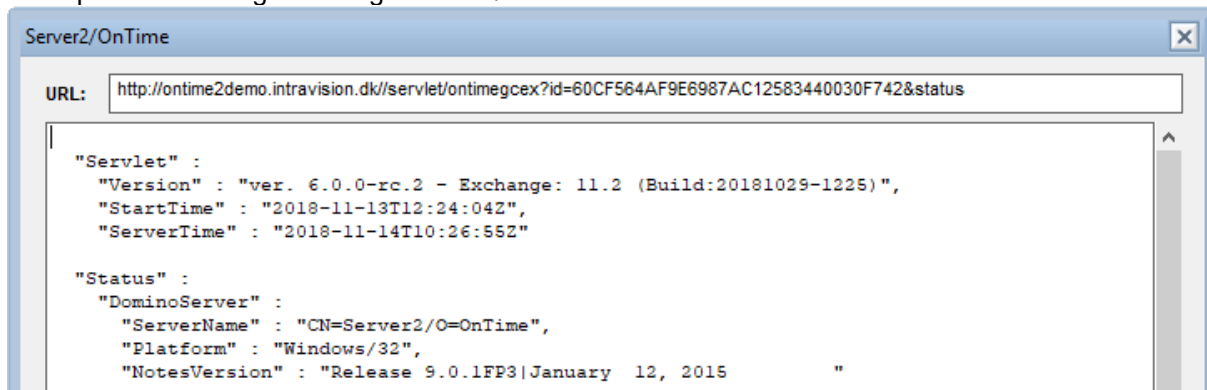 Server2/OnTime
URL: http://ontime2demo.intravision.dk//servlet/ontimegcex?id=60CF564AF9E6987AC12583440030F742&status
"Servlet" :
"Version" : "ver. 6.0.0-rc.2 - Exchange: 11.2 (Build:20181029-1225)",
"StartTime" : "2018-11-13T12:24:04Z",
"ServerTime" : "2018-11-14T10:26:55Z"
"Status" :
"DominoServer" :
"ServerName" : "CN=Server2/O=OnTime",
"Platform" : "Windows/32",
"NotesVersion" : "Release 9.0.1FP3|January  12, 2015          "